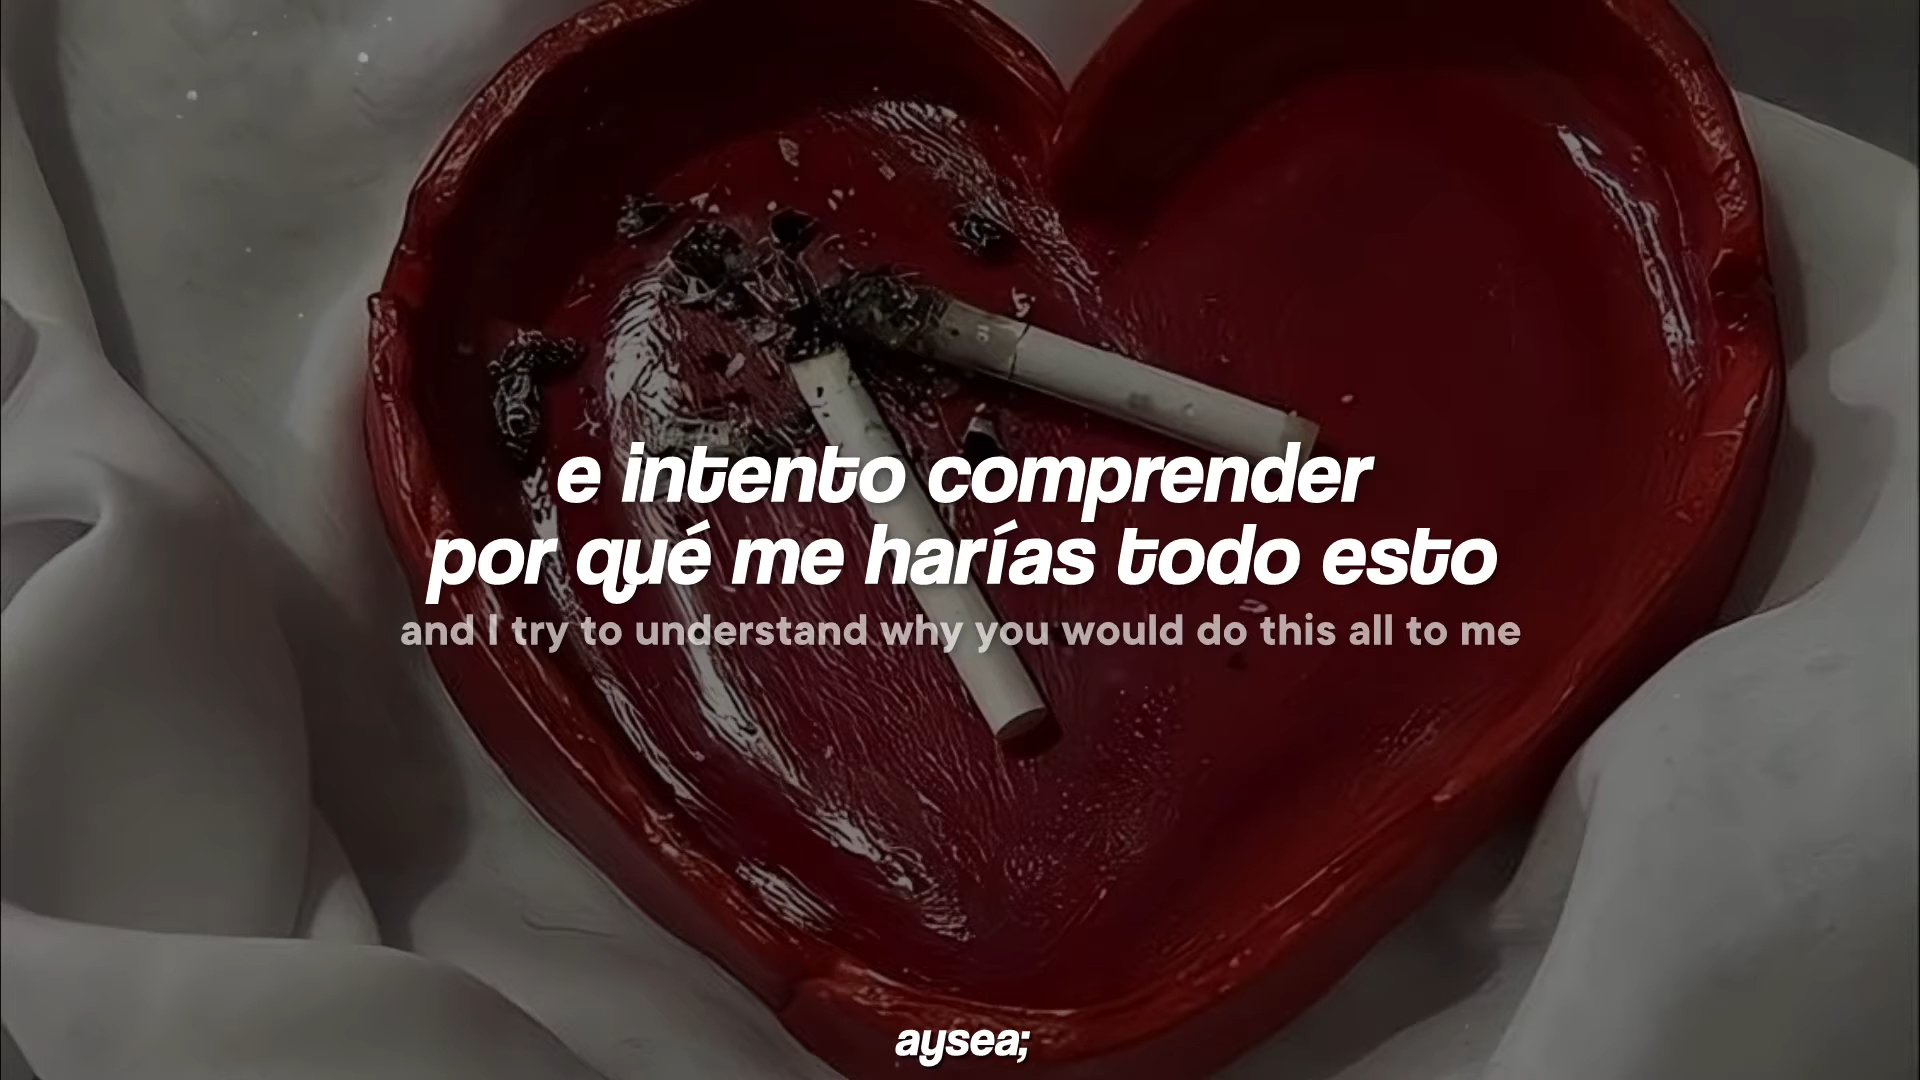 e intento comprender
por qué me harías todo esto
and I try to understand why you would do this all to me
aysea;